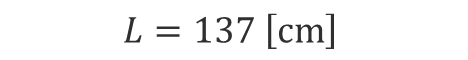 L = 137 [cm]